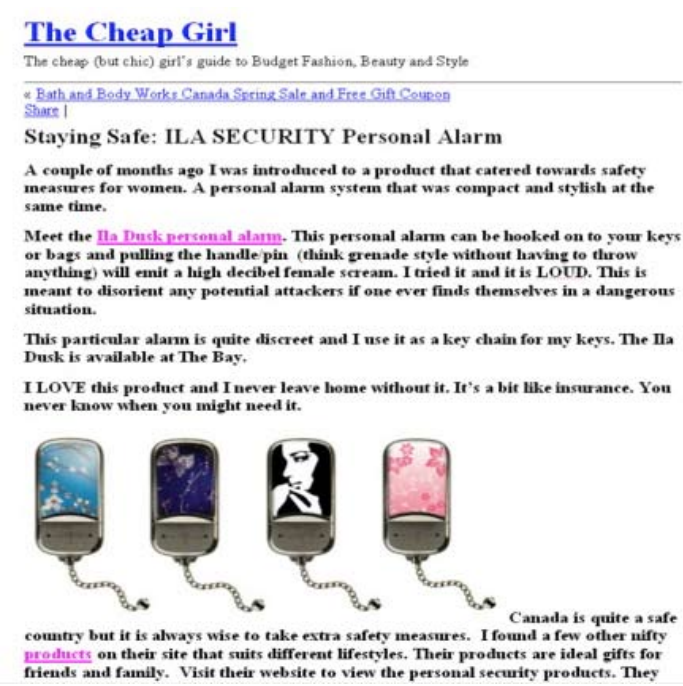 The Cheap Girl
The cheap (but chic) girl's guide to Budget Fashion, Beauty and Style
« Bath and Body Works Canada Spring Sale and Free Gift Coupon
Share |
Staying Safe: ILA SECURITY Personal Alarm
A couple of months ago I was introduced to a product that catered towards safety
measures for women. A personal alarm system that was compact and stylish at the
same time.
Meet the Ila Dusk personal alarm. This personal alarm can be hooked on to your keys
or bags and pulling the handle/pin (think grenade style without having to throw
anything) will emit a high decibel female scream. I tried it and it is LOUD. This is
meant to disorient any potential attackers if one ever finds themselves in a dangerous
situation.
This particular alarm is quite discreet and I use it as a key chain for my keys. The Ila
Dusk is available at The Bay.
I LOVE this product and I never leave home without it. It's a bit like insurance. You
never know when you might need it.
Canada is quite a safe
country but it is always wise to take extra safety measures. I found a few other nifty
products on their site that suits different lifestyles. Their products are ideal gifts for
friends and family. Visit their website to view the personal security products. They